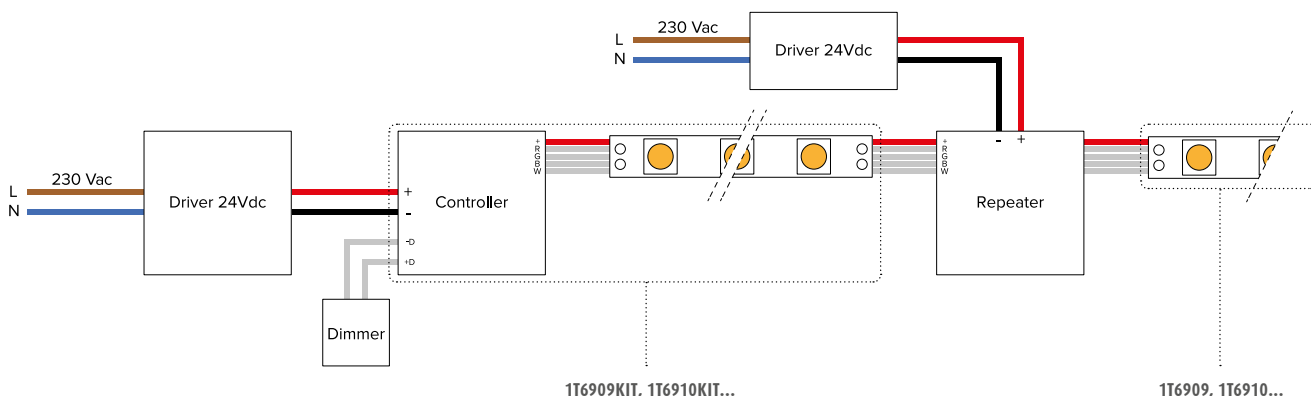 230 Vac
L
N
Driver 24Vdc
- +
230 Vac
L
N
Driver 24Vdc
+
-
-D
+D
Controller
+
R
G
B
W
Dimmer
+
R
G
B
W
Repeater
+
R
G
B
W
1T6909KIT, 1T6910KIT...
1T6909, 1T6910...